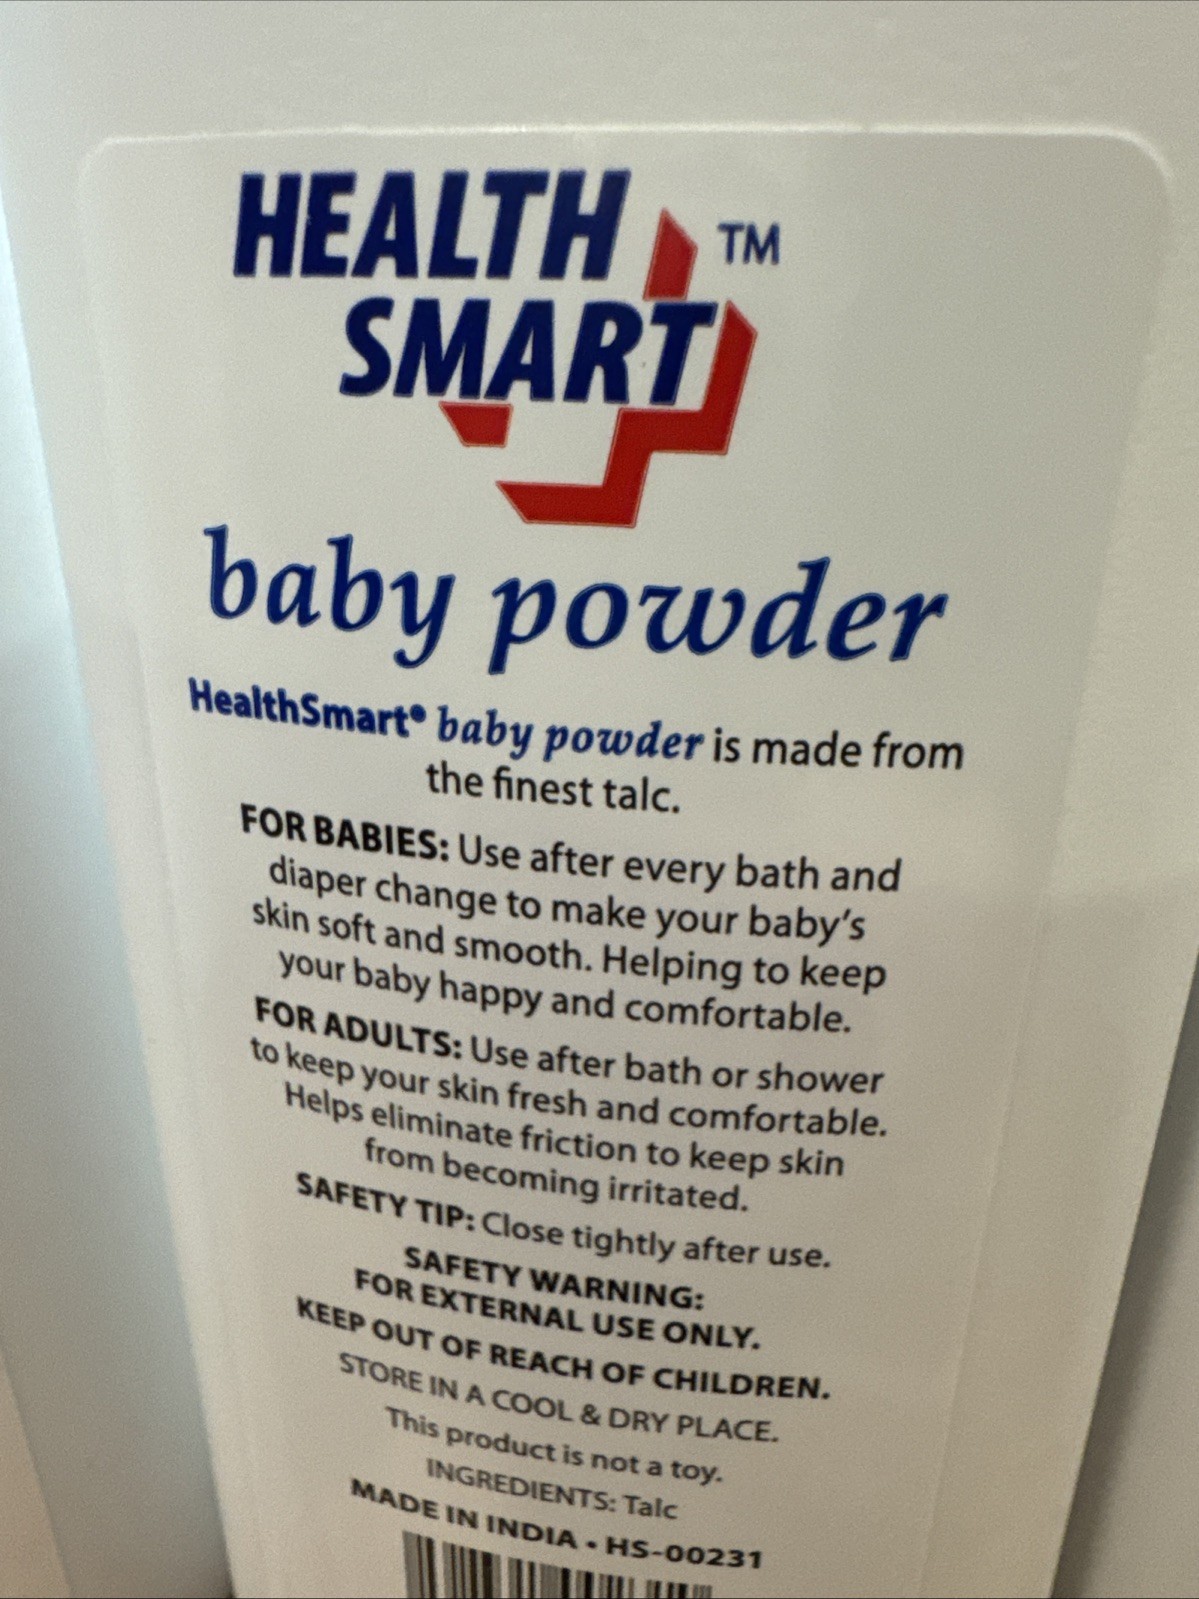 HEALTH
SMART
TM
baby powder
HealthSmart® baby powder is made from
the finest talc.
FOR BABIES: Use after every bath and
diaper change to make your baby's
skin soft and smooth. Helping to keep
your baby happy and comfortable.
FOR ADULTS: Use after bath or shower
to keep your skin fresh and comfortable.
Helps eliminate friction to keep skin
from becoming irritated.
SAFETY TIP: Close tightly after use.
SAFETY WARNING:
FOR EXTERNAL USE ONLY.
KEEP OUT OF REACH OF CHILDREN.
STORE IN A COOL & DRY PLACE.
This product is not a toy.
INGREDIENTS: Talc
MADE IN INDIA • HS-00231